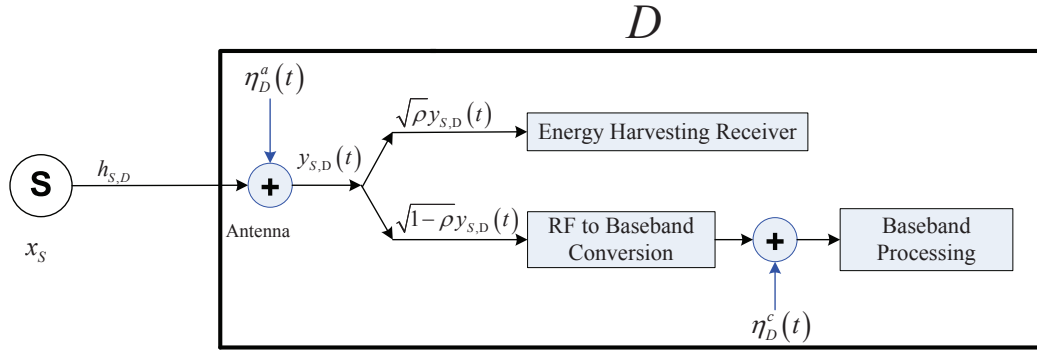 D
η_D^a(t)
√ρ y_{S,D}(t)
Energy Harvesting Receiver
y_{S,D}(t)
h_{S,D}
S
+
Antenna
x_S
√1-ρ y_{S,D}(t)
RF to Baseband
Conversion
+
Baseband
Processing
η_D^c(t)